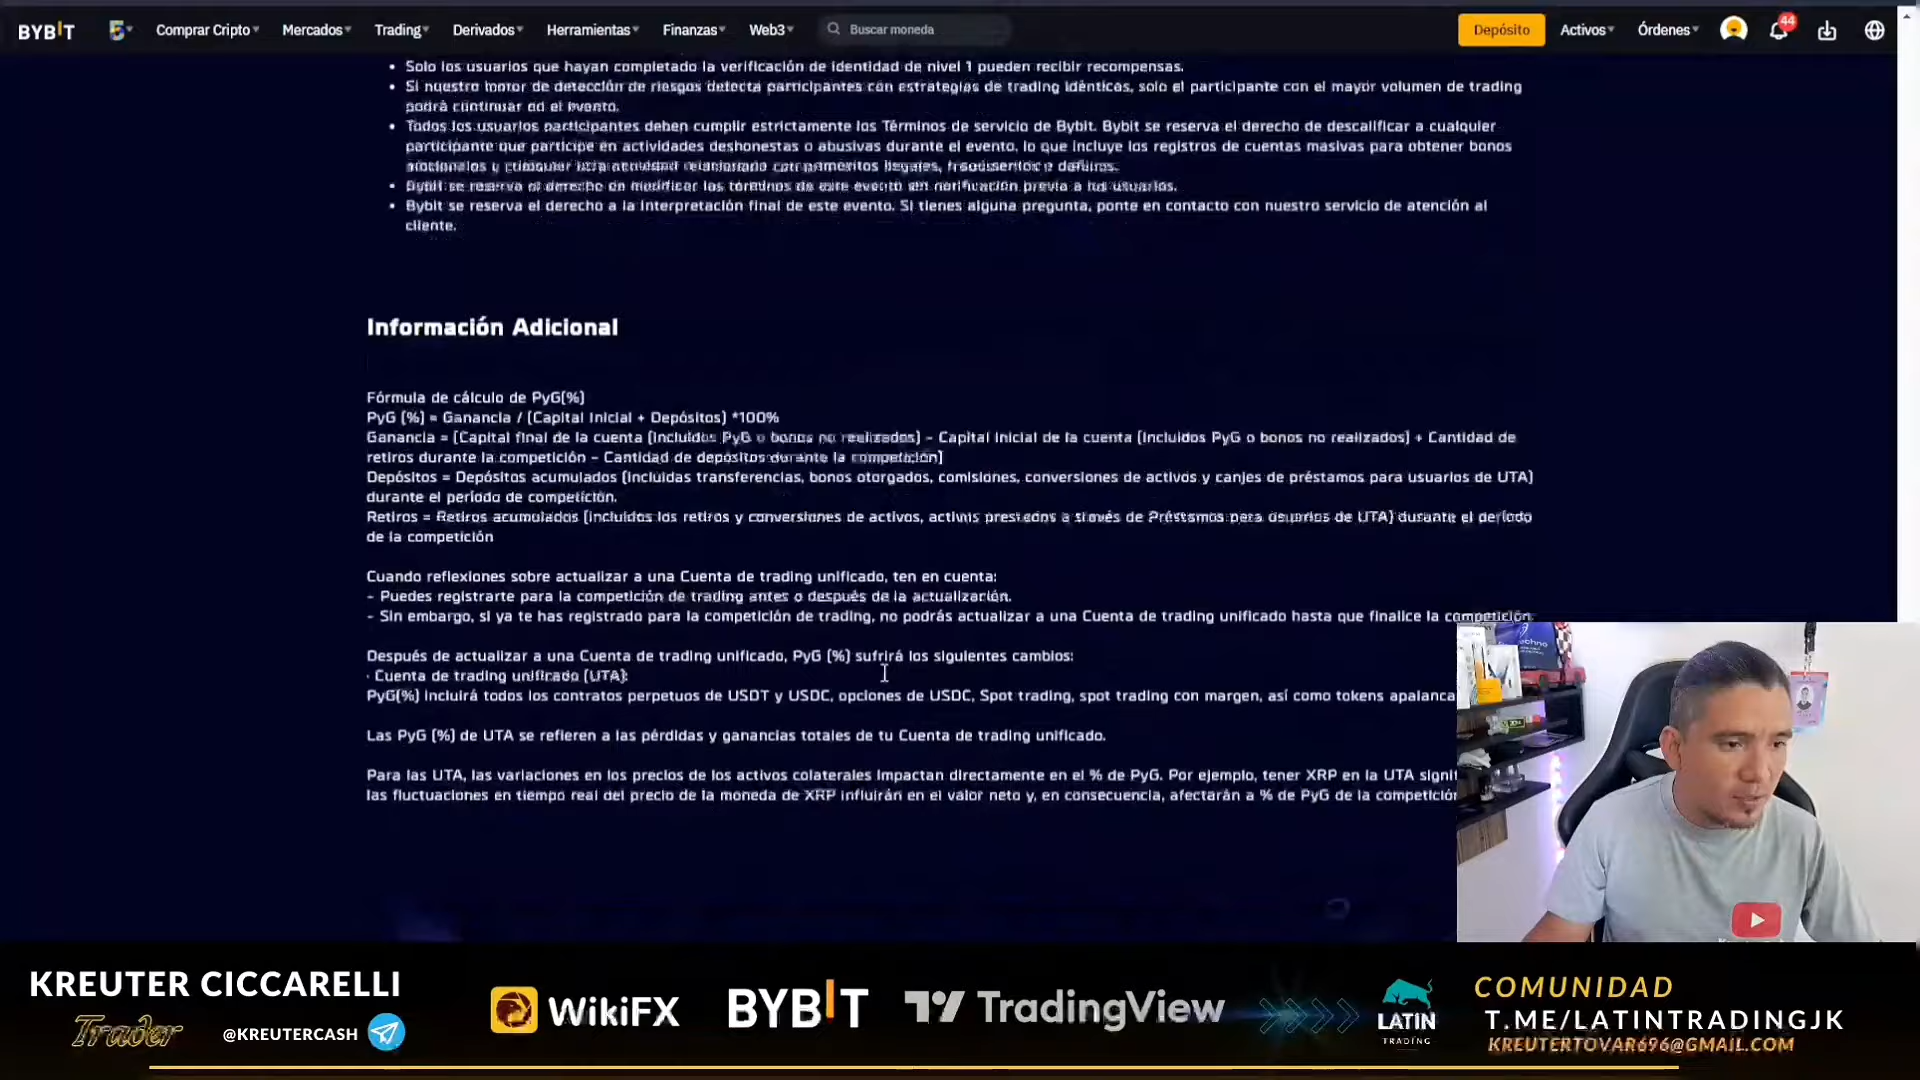 BYBIT Comprar Cripto Mercados Trading Derivados Herramientas Finanzas Web3 Buscar moneda Depósito Activos Órdenes 44
Solo los usuarios que hayan completado la verificación de identidad de nivel 1 pueden recibir recompensas.
Si nuestro motor de detección de riesgos detecta participantes con estrategias de trading idénticas, solo el participante con el mayor volumen de trading
podrá continuar en el evento.
Todos los usuarios participantes deben cumplir estrictamente los Términos de servicio de Bybit. Bybit se reserva el derecho de descalificar a cualquier
participante que participe en actividades deshonestas o abusivas durante el evento, lo que incluye los registros de cuentas masivas para obtener bonos
adicionales y cualquier otra actividad relacionada con
Bybit se reserva el derecho de modificar los términos de este evento sin notificación previa a los usuarios.
Bybit se reserva el derecho a la interpretación final de este evento. Si tienes alguna pregunta, ponte en contacto con nuestro servicio de atención al
cliente.
Información Adicional
Fórmula de cálculo de PyG(%)
PyG (%) = Ganancia / (Capital Inicial + Depósitos) *100%
Ganancia = [Capital final de la cuenta (incluidos PyG o bonos no realizados) - Capital inicial de la cuenta (incluidos PyG o bonos no realizados) + Cantidad de
retiros durante la competición - Cantidad de depósitos durante la competición]
Depósitos = Depósitos acumulados (incluidas transferencias, bonos otorgados, comisiones, conversiones de activos y canjes de préstamos para usuarios de UTA)
durante el período de competición.
Retiros = Retiros acumulados (incluidos los retiros y conversiones de activos, activos prestados a través de Préstamos para usuarios de UTA) durante el período
de la competición
Cuando reflexiones sobre actualizar a una Cuenta de trading unificado, ten en cuenta:
- Puedes registrarte para la competición de trading antes o después de la actualización.
- Sin embargo, si ya te has registrado para la competición de trading, no podrás actualizar a una Cuenta de trading unificado hasta que finalice la competición.
Después de actualizar a una Cuenta de trading unificado, PyG (%) sufrirá los siguientes cambios:
· Cuenta de trading unificado (UTA):
PyG(%) incluirá todos los contratos perpetuos de USDT y USDC, opciones de USDC, Spot trading, spot trading con margen, así como tokens apalanca
Las PyG (%) de UTA se refieren a las pérdidas y ganancias totales de tu Cuenta de trading unificado.
Para las UTA, las variaciones en los precios de los activos colaterales impactan directamente en el % de PyG. Por ejemplo, tener XRP en la UTA signi
las fluctuaciones en tiempo real del precio de la moneda de XRP influirán en el valor neto y, en consecuencia, afectarán a % de PyG de la competición
KREUTER CICCARELLI
Trader @KREUTERCASH
WikiFX BYBIT TradingView
LATIN
TRADING
COMUNIDAD
T.ME/LATINTRADINGJK
KREUTERTOVAR696@GMAIL.COM